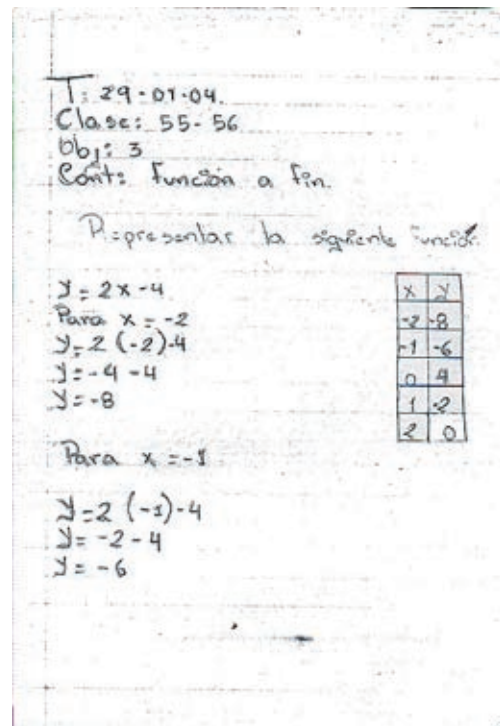 T: 29-01-04.
Clase: 55-56
Obj: 3
Cont: Función a fin.
Representar la siguiente función
y = 2x-4
Para x = -2
y = 2 (-2)-4
y = -4 -4
y = -8
Para x = -1
y = 2 (-1)-4
y = -2 -4
y = -6
x y
-2 -8
-1 -6
0 4
1 -2
2 0